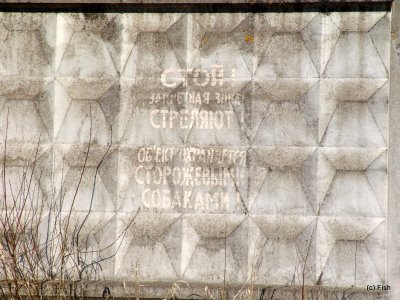 СТОЙ!
ЗАПРЕТНАЯ ЗОНА
СТРЕЛЯЮТ!
ОБЪЕКТ ОХРАНЯЕТСЯ
СТОРОЖЕВЫМИ
СОБАКАМИ
(c) Fish